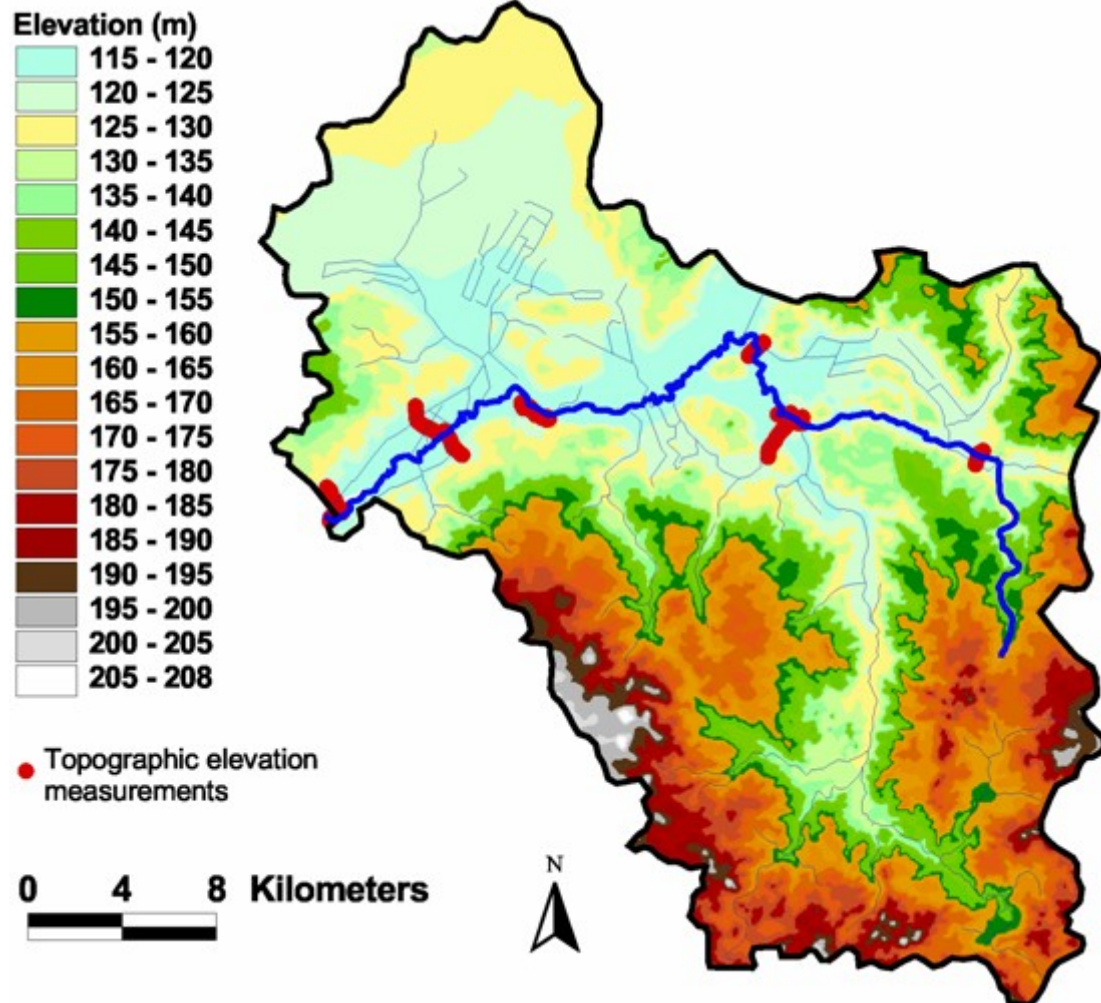 Elevation (m)
115 - 120
120 - 125
125 - 130
130 - 135
135 - 140
140 - 145
145 - 150
150 - 155
155 - 160
160 - 165
165 - 170
170 - 175
175 - 180
180 - 185
185 - 190
190 - 195
195 - 200
200 - 205
205 - 208
Topographic elevation
measurements
0 4 8 Kilometers
N